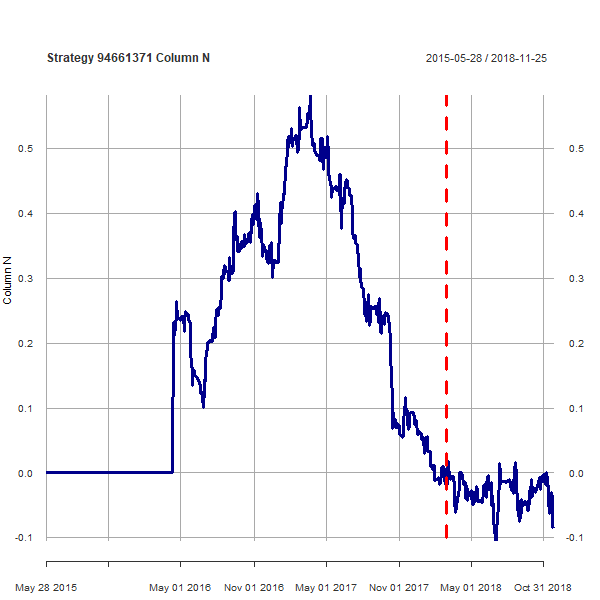 Strategy 94661371 Column N
2015-05-28 / 2018-11-25
0.5
0.4
0.3
0.2
0.1
0.0
-0.1
Column N
0.5
0.4
0.3
0.2
0.1
0.0
-0.1
May 28 2015
May 01 2016
Nov 01 2016
May 01 2017
Nov 01 2017
May 01 2018
Oct 31 2018